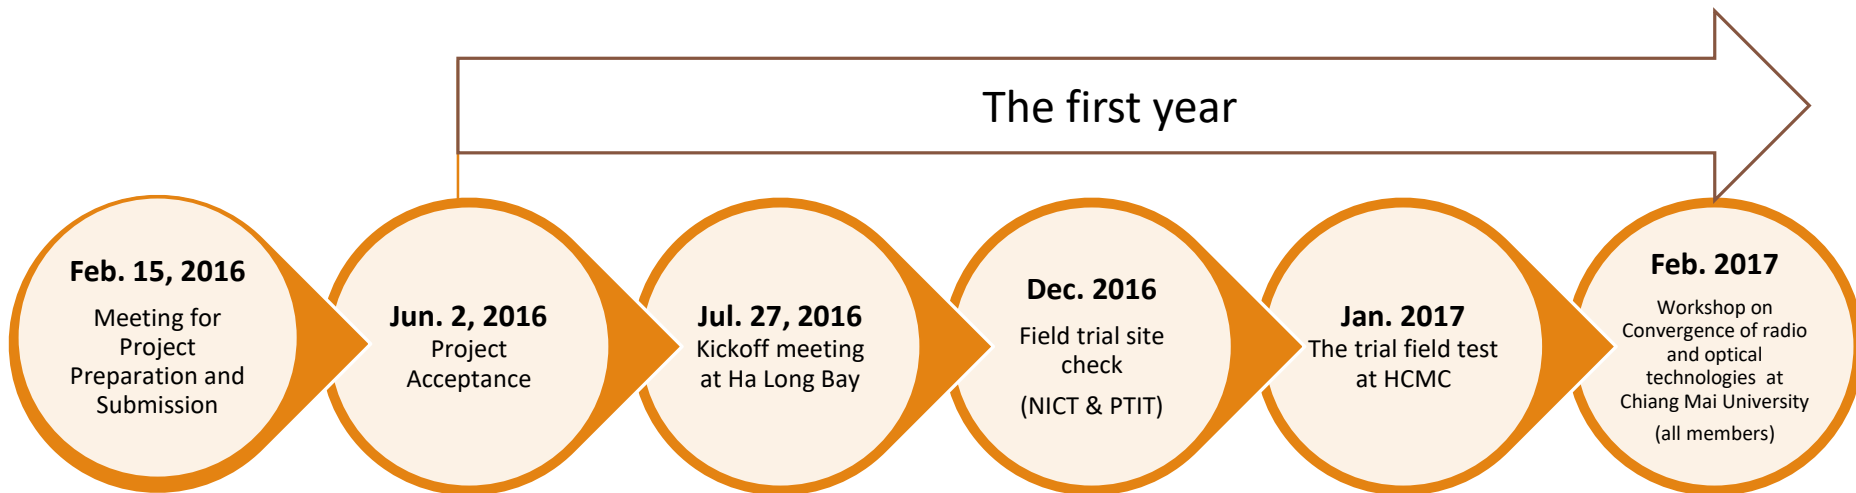 The first year
Feb. 15, 2016
Meeting for
Project
Preparation and
Submission
Jun. 2, 2016
Project
Acceptance
Jul. 27, 2016
Kickoff meeting
at Ha Long Bay
Dec. 2016
Field trial site
check
(NICT & PTIT)
Jan. 2017
The trial field test
at HCMC
Feb. 2017
Workshop on
Convergence of radio
and optical
technologies at
Chiang Mai University
(all members)